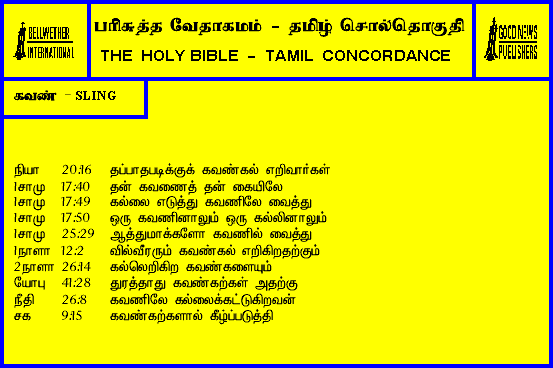 BELLWETHER
INTERNATIONAL
பரிசுத்த வேதாகமம் - தமிழ் சொல்தொகுதி
THE HOLY BIBLE - TAMIL CONCORDANCE
GOOD NEWS
PUBLISHERS
கவண் - SLING
நியா 20:16 தப்பாதபடிக்குக் கவண்கல் எறிவார்கள்
1சாமு 17:40 தன் கவணைத் தன் கையிலே
1சாமு 17:49 கல்லை எடுத்து கவணிலே வைத்து
1சாமு 17:50 ஒரு கவணினாலும் ஒரு கல்லினாலும்
1சாமு 25:29 ஆத்துமாக்களோ கவணில் வைத்து
1நாளா 12:2 வில்வீரரும் கவண்கல் எறிகிறதற்கும்
2நாளா 26:14 கல்லெறிகிற கவண்களையும்
யோபு 41:28 துரத்தாது கவண்கற்கள் அதற்கு
நீதி 26:8 கவணிலே கல்லைக்கட்டுகிறவன்
சக 9:15 கவண்கற்களால் கீழ்ப்படுத்தி